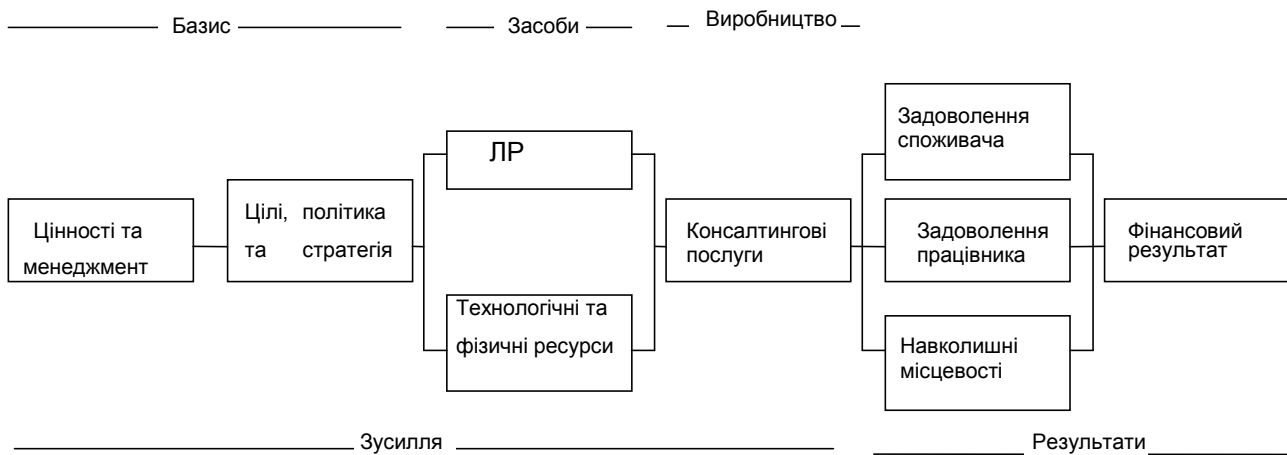 Базис Засоби Виробництво
ЛР
Задоволення
споживача
Цінності та
менеджмент
Цілі, політика
та стратегія
Консалтингові
послуги
Задоволення
працівника
Фінансовий
результат
Технологічні та
фізичні ресурси
Навколишні
місцевості
Зусилля Результати